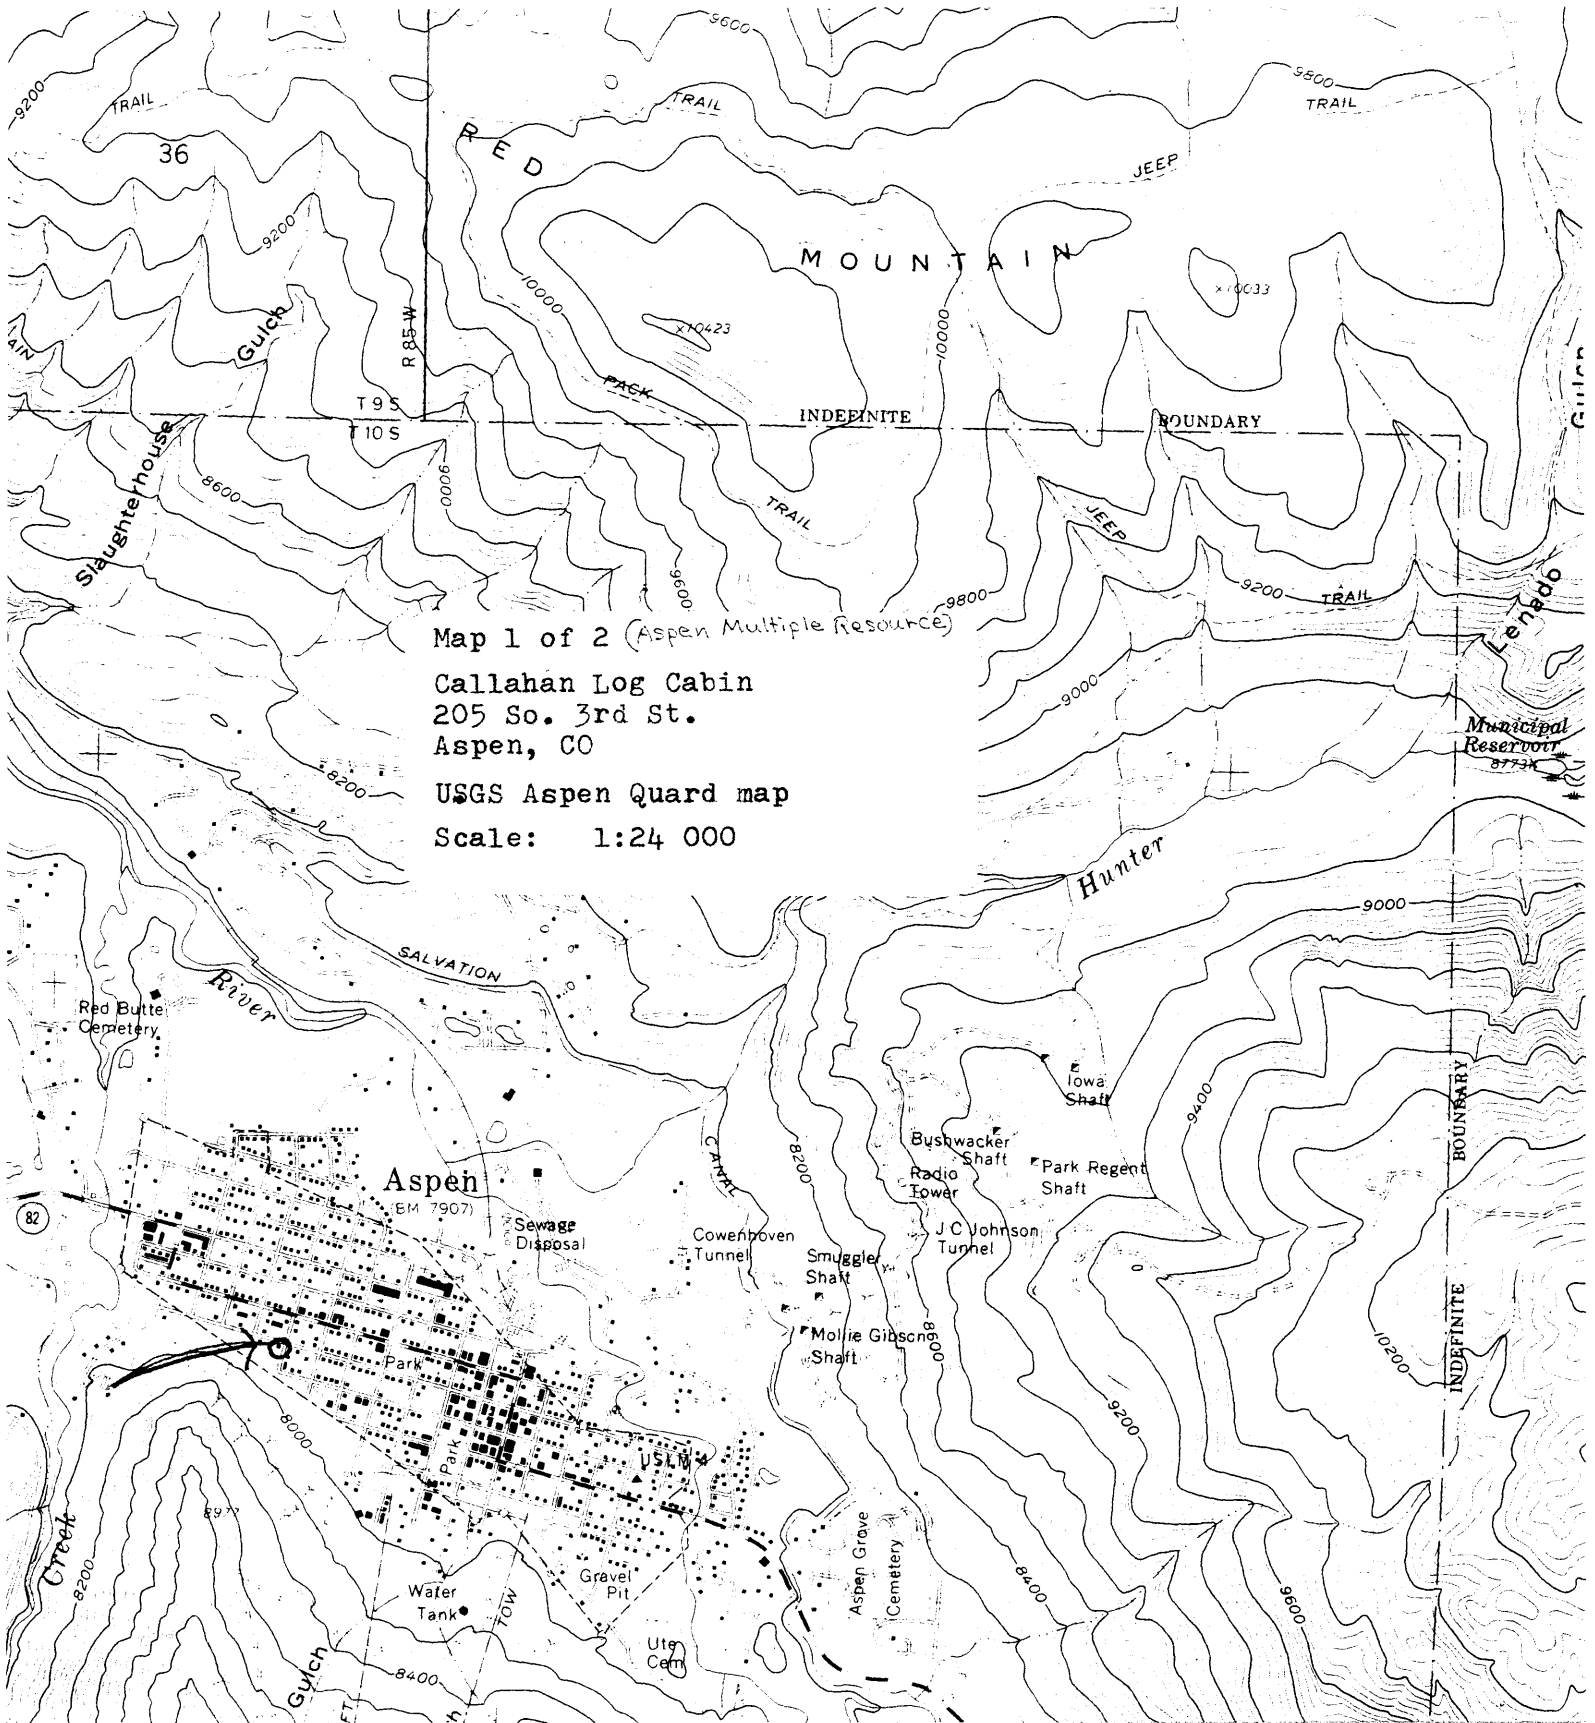 9600
9200
TRAIL
TRAIL
9800
TRAIL
36
RED
JEEP
9200
MOUNTAIN
x10033
10000
x10423
10000
Gulch
R 85 W
PACK
T 9 S
T 10 S
INDEFINITE
BOUNDARY
Slaughterhouse
8600
9000
TRAIL
JEEP
9600
9800
9200
TRAIL
Lenado
Gulch
Map 1 of 2 (Aspen Multiple Resource)
Callahan Log Cabin
205 So. 3rd St.
Aspen, CO
USGS Aspen Quard map
Scale: 1:24 000
9000
Municipal
Reservoir
8200
Hunter
9000
SALVATION
River
Red Butte
Cemetery
Iowa
Shaft
9400
BOUNDARY
CANAL
8200
Bushwacker
Shaft
Radio
Tower
Park Regent
Shaft
Aspen
(BM 7907)
82
Sewage
Disposal
Cowenhoven
Tunnel
Smuggler
Shaft
J C Johnson
Tunnel
Mollie Gibson
Shaft
8600
INDEFINITE
10200
Park
8000
9200
Park
USLM 4
8977
Creek
8200
Aspen Grove
Cemetery
Gravel
Pit
Water
Tank
TOW
8400
9600
Ute
Cem
Gulch
8400